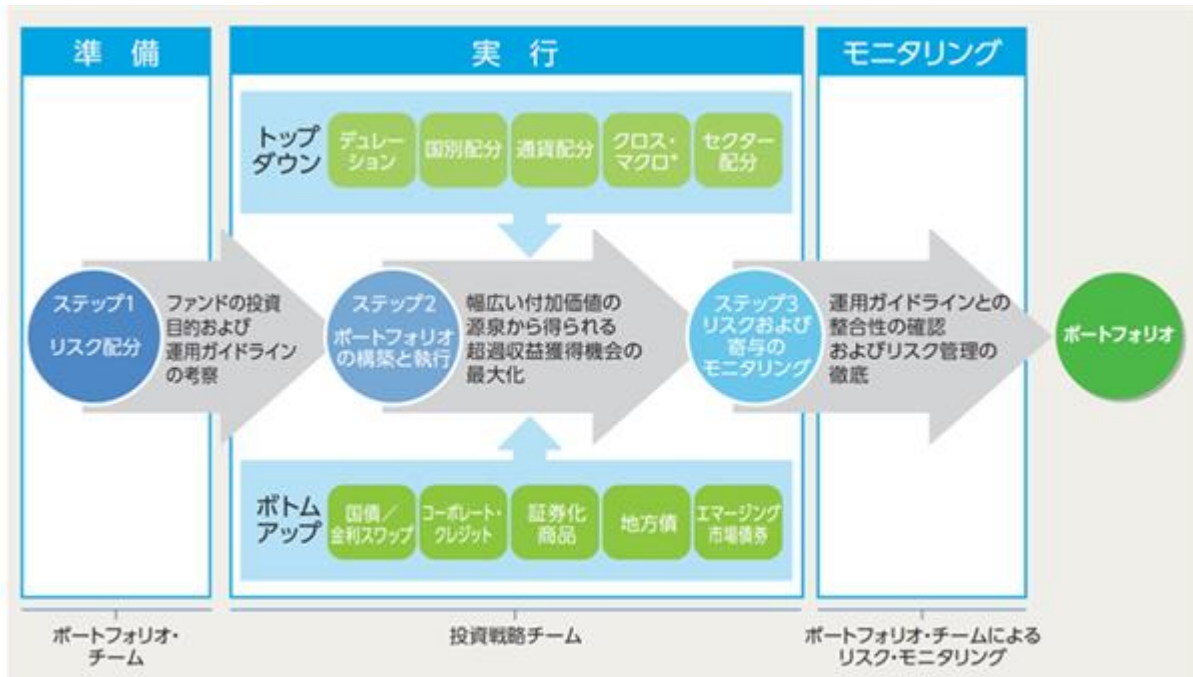 準 備
実 行
モニタリング
トップ
ダウン
デュレー
ション
国別配分
通貨配分
クロス・
マクロ*
セクター
配分
ステップ1
リスク配分
ファンドの投資
目的および
運用ガイドライン
の考察
ステップ2
ポートフォリオ
の構築と執行
幅広い付加価値の
源泉から得られる
超過収益獲得機会の
最大化
ステップ3
リスクおよび
寄与の
モニタリング
運用ガイドラインとの
整合性の確認
およびリスク管理の
徹底
ポートフォリオ
ボトム
アップ
国債／
金利スワップ
コーポレート・
クレジット
証券化
商品
地方債
エマージング
市場債券
ポートフォリオ・
チーム
投資戦略チーム
ポートフォリオ・チームによる
リスク・モニタリング